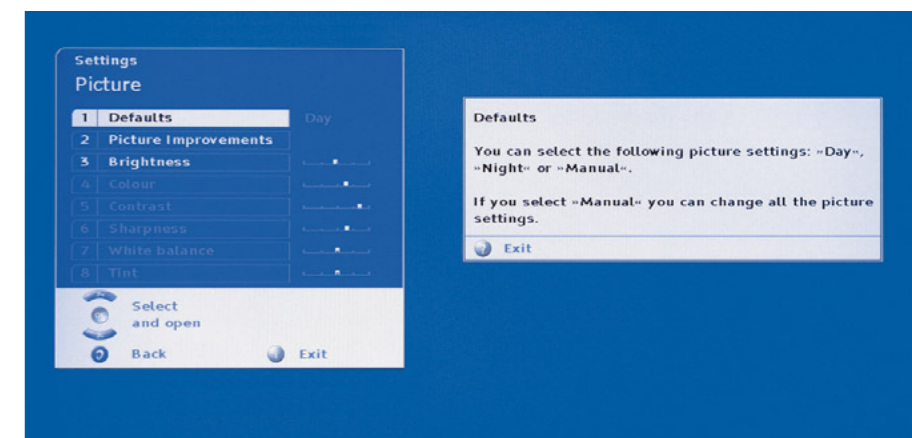 Settings
Picture
1 Defaults Day
2 Picture Improvements
3 Brightness
4 Colour
5 Contrast
6 Sharpness
7 White balance
8 Tint
Select
and open
Back Exit
Defaults
You can select the following picture settings: »Day«,
»Night« or »Manual«.
If you select »Manual« you can change all the picture
settings.
? Exit